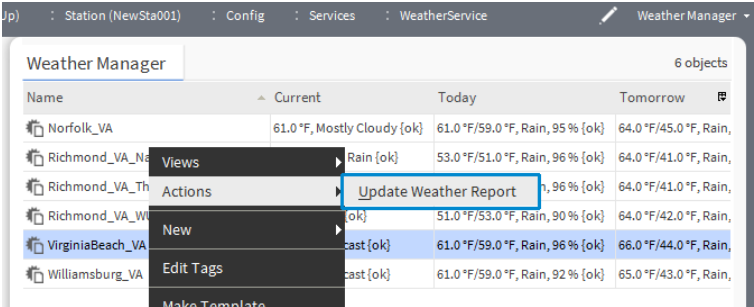 Up) : Station (NewSta001) : Config : Services : WeatherService Weather Manager
Weather Manager 6 objects
Name Current Today Tomorrow
Norfolk_VA 61.0 °F, Mostly Cloudy {ok} 61.0 °F/59.0 °F, Rain, 95 % {ok} 64.0 °F/45.0 °F, Rain,
Richmond_VA_Na Rain {ok} 53.0 °F/51.0 °F, Rain, 96 % {ok} 64.0 °F/41.0 °F, Rain,
Views
Richmond_VA_Th n, 96 % {ok} 64.0 °F/41.0 °F, Rain,
Actions Update Weather Report
Richmond_VA_WU {ok} 51.0 °F/53.0 °F, Rain, 90 % {ok} 64.0 °F/42.0 °F, Rain,
New
VirginiaBeach_VA cast {ok} 61.0 °F/59.0 °F, Rain, 96 % {ok} 66.0 °F/44.0 °F, Rain,
Edit Tags
Williamsburg_VA cast {ok} 61.0 °F/59.0 °F, Rain, 92 % {ok} 65.0 °F/43.0 °F, Rain,
Make Template